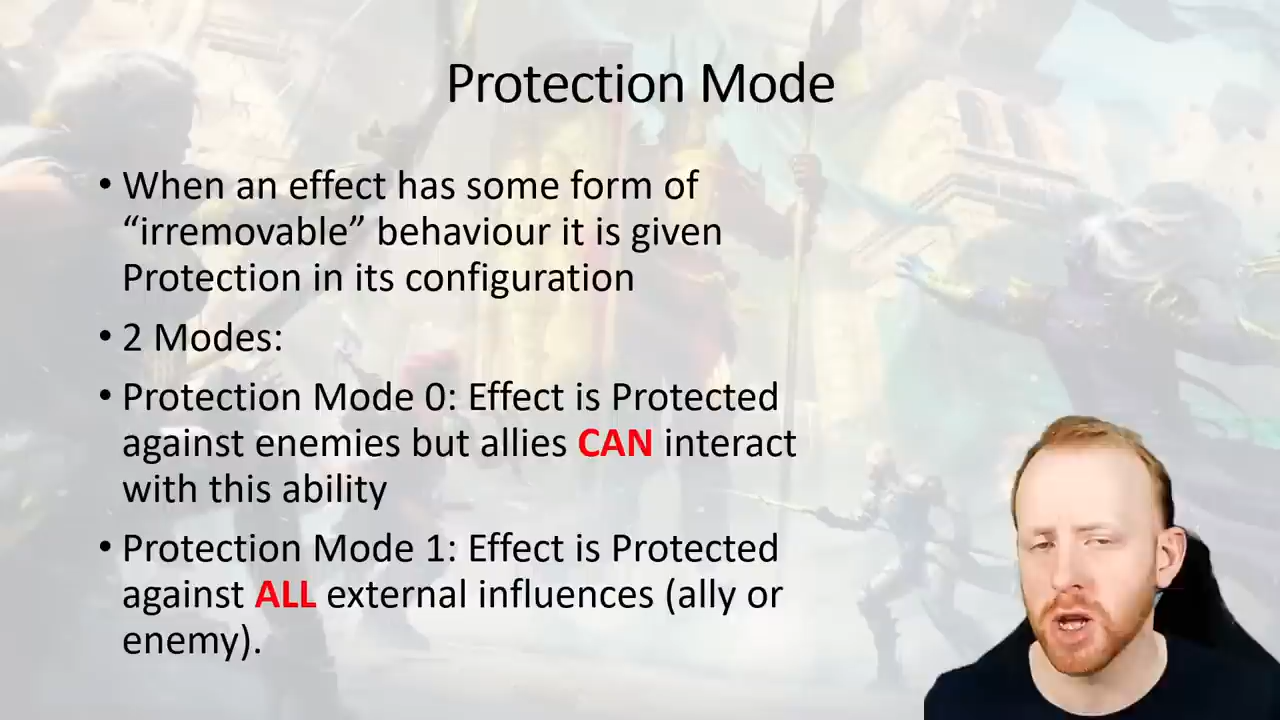 Protection Mode
• When an effect has some form of
“irremovable” behaviour it is given
Protection in its configuration
• 2 Modes:
• Protection Mode 0: Effect is Protected
against enemies but allies CAN interact
with this ability
• Protection Mode 1: Effect is Protected
against ALL external influences (ally or
enemy).